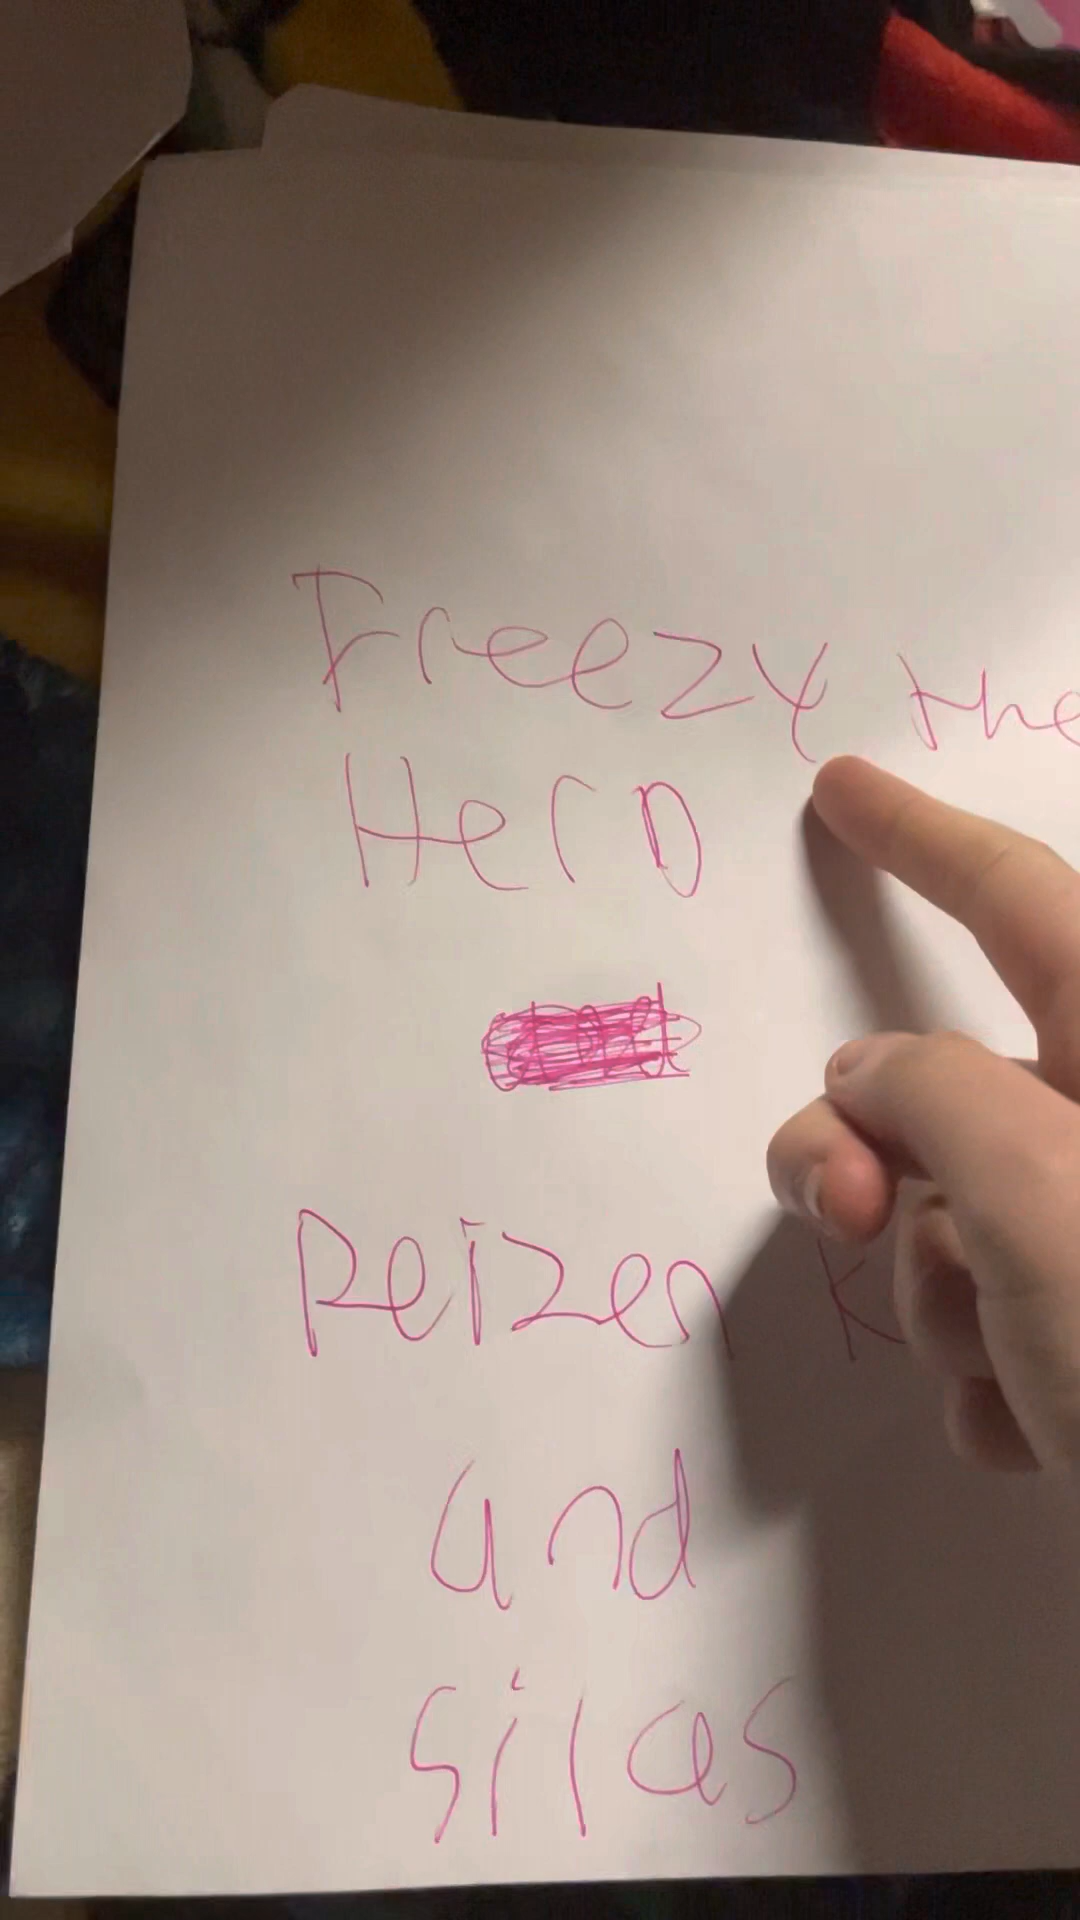 Freezy the
Hero
Reizen K
and
silas